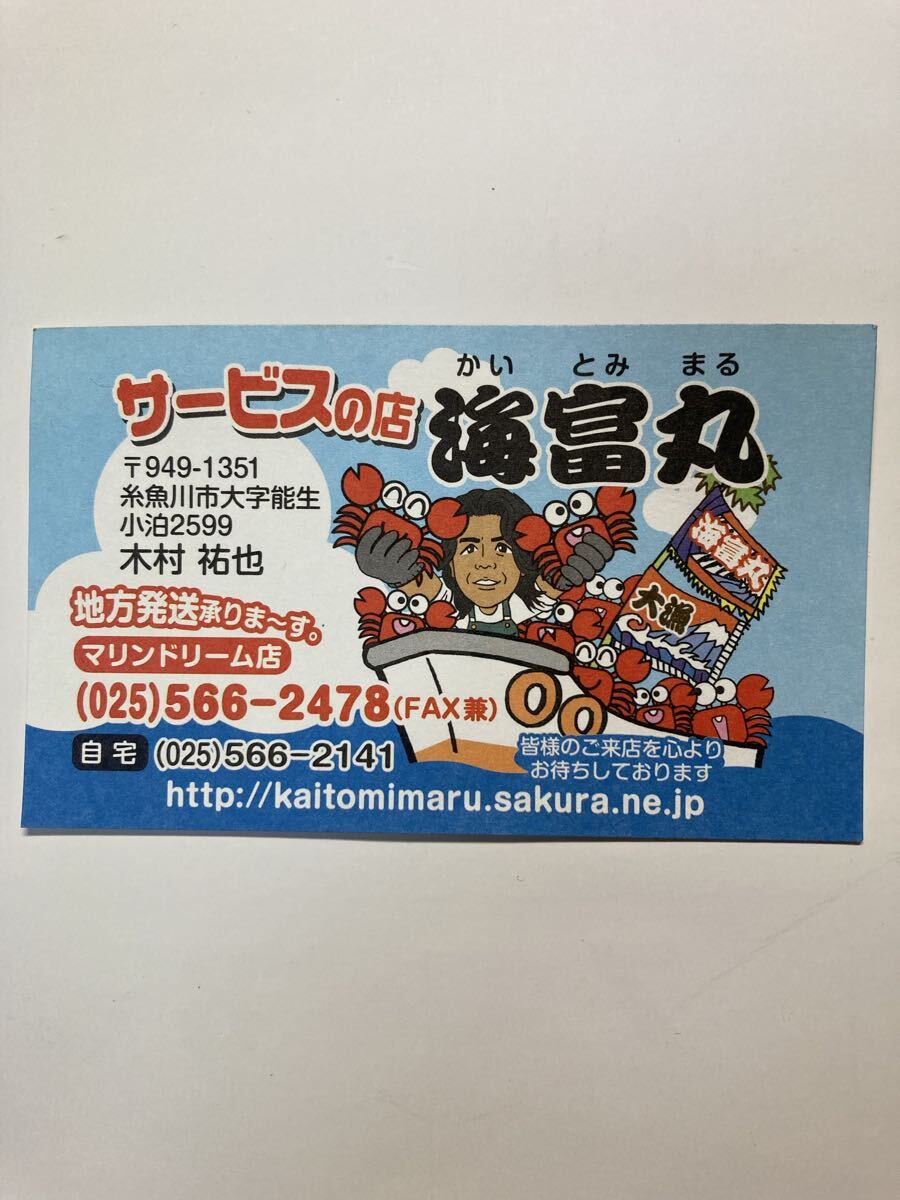 かい とみ まる
サービスの店 海富丸
〒949-1351
糸魚川市大字能生
小泊2599
木村 祐也
地方発送承りま〜す。
マリンドリーム店
(025)566-2478(FAX兼)
自宅 (025)566-2141
海富丸
大漁
皆様のご来店を心より
お待ちしております
http://kaitomimaru.sakura.ne.jp